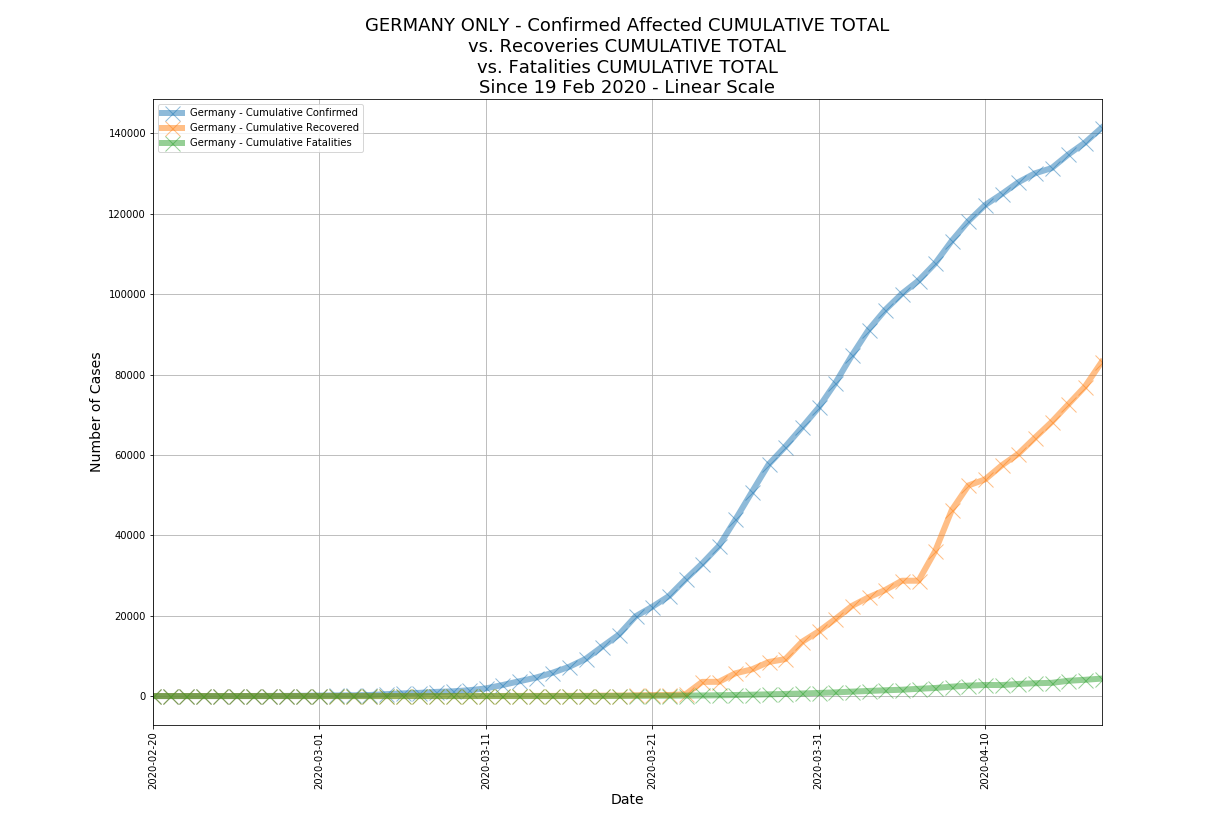 GERMANY ONLY - Confirmed Affected CUMULATIVE TOTAL
vs. Recoveries CUMULATIVE TOTAL
vs. Fatalities CUMULATIVE TOTAL
Since 19 Feb 2020 - Linear Scale
Germany - Cumulative Confirmed
Germany - Cumulative Recovered
Germany - Cumulative Fatalities
140000
120000
100000
80000
60000
40000
20000
0
Number of Cases
2020-02-20
2020-03-01
2020-03-11
2020-03-21
2020-03-31
2020-04-10
Date